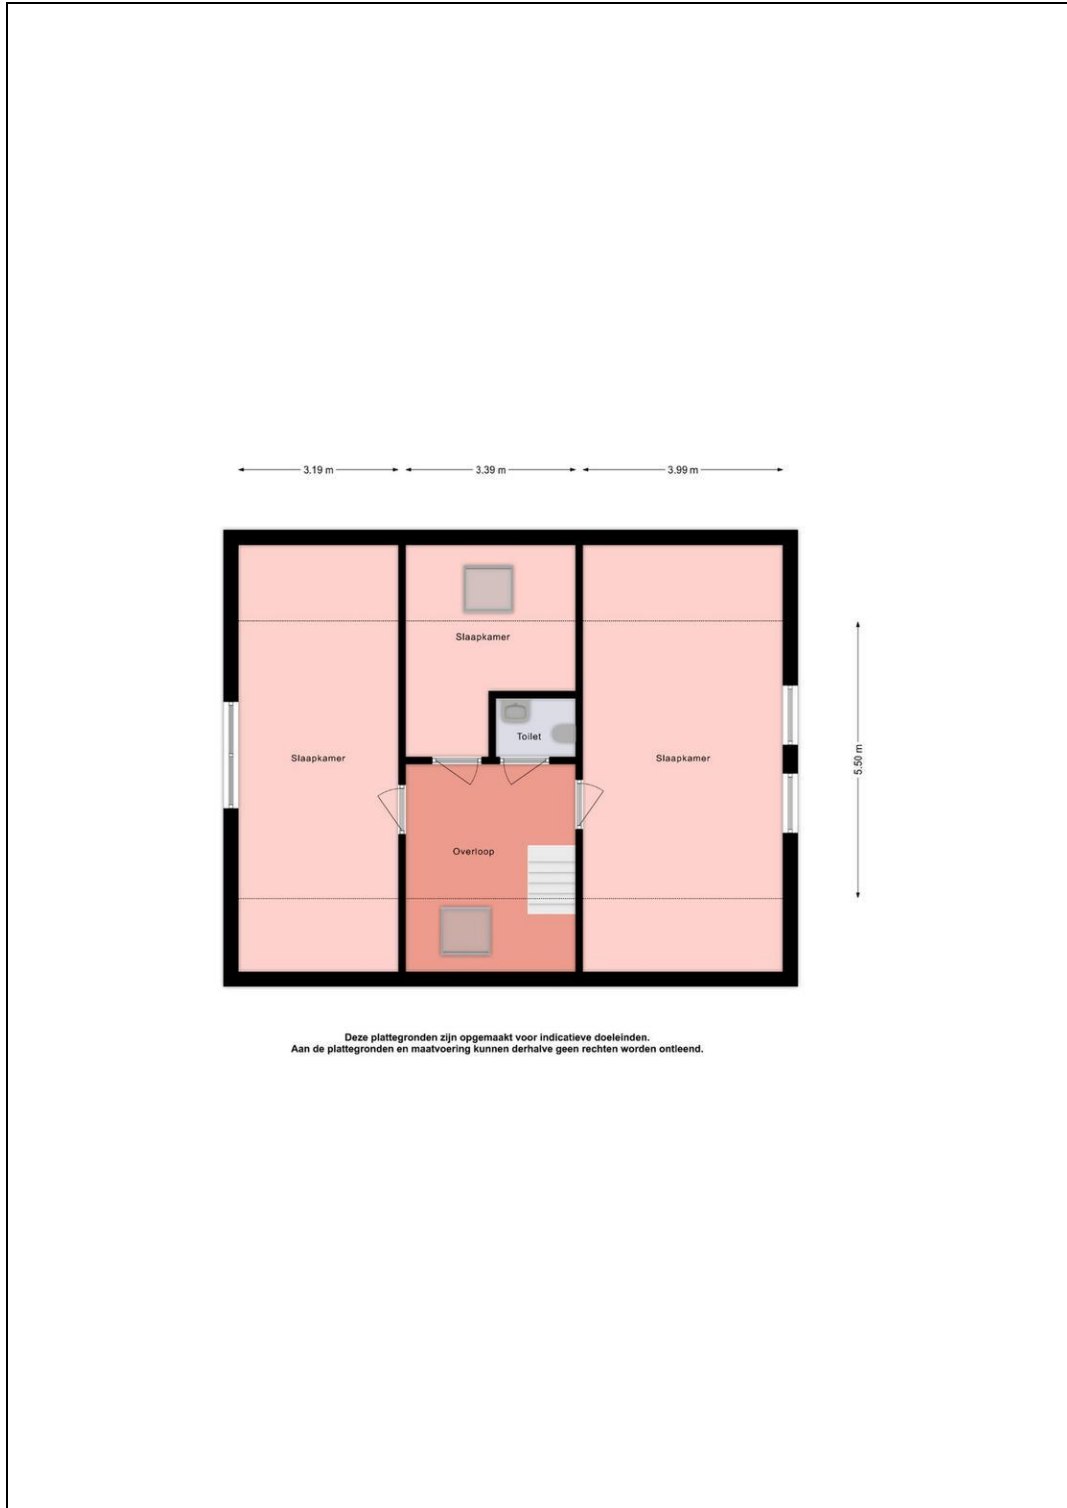 3.19 m
3.39 m
3.99 m
Slaapkamer
Toilet
Slaapkamer
Slaapkamer
5.50 m
Overloop
Deze plattegronden zijn opgemaakt voor indicatieve doeleinden.
Aan de plattegronden en maatvoering kunnen derhalve geen rechten worden ontleend.